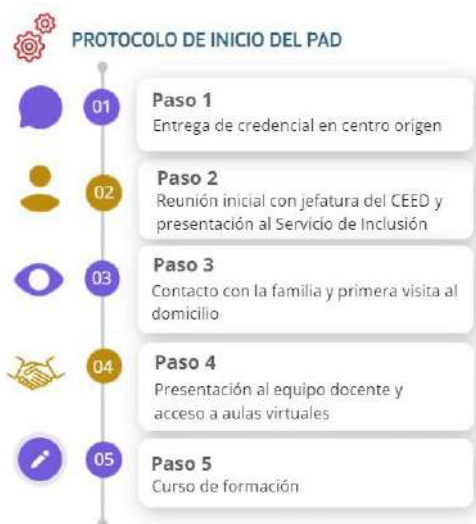 PROTOCOLO DE INICIO DEL PAD
01
Paso 1
Entrega de credencial en centro origen
02
Paso 2
Reunión inicial con jefatura del CEED y
presentación al Servicio de Inclusión
03
Paso 3
Contacto con la familia y primera visita al
domicilio
04
Paso 4
Presentación al equipo docente y
acceso a aulas virtuales
05
Paso 5
Curso de formación